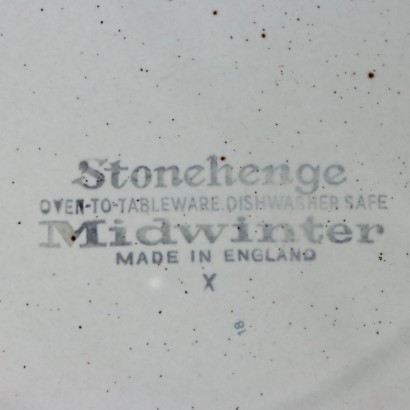 Stonehenge
OVEN-TO-TABLEWARE.DISHWASHER SAFE
Midwinter
MADE IN ENGLAND
X
18